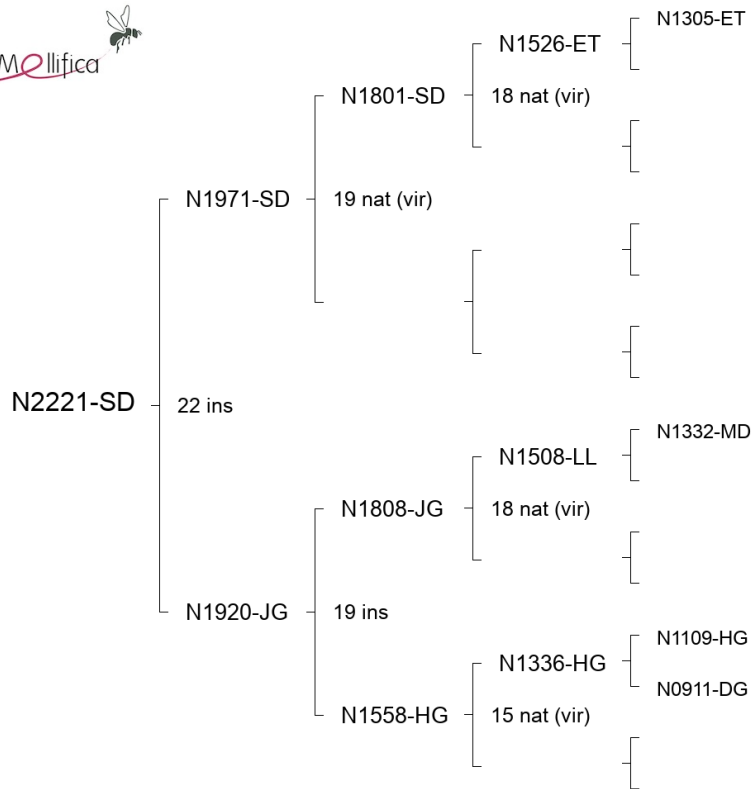 N1305-ET
N1526-ET
Mellifica
N1801-SD
18 nat (vir)
N1971-SD
19 nat (vir)
N2221-SD
22 ins
N1332-MD
N1508-LL
N1808-JG
18 nat (vir)
N1920-JG
19 ins
N1109-HG
N1336-HG
N0911-DG
N1558-HG
15 nat (vir)